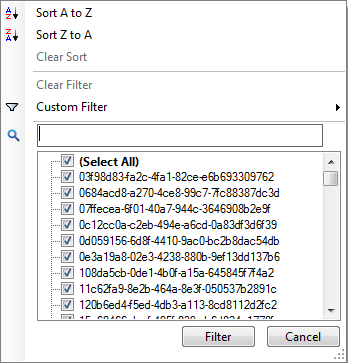 Sort A to Z
Sort Z to A
Clear Sort
Clear Filter
Custom Filter
(Select All)
03f98d83-fa2c-4fa1-82ce-e6b693309762
0684acd8-a270-4ce8-99c7-7fc88387dc3d
07ffecea-6f01-40a7-944c-3646908b2e9f
0c12cc0a-c2eb-494e-a6cd-0a83df3d6f39
0d059156-6d8f-4410-9ac0-bc2b8dac54db
0e3a19a8-02e3-4238-880b-9ef13dd137b6
108da5cb-0de1-4b0f-a15a-645845f7f4a2
11c62fa9-8e2b-464a-8e3f-050537b2891c
120b6ed4-f5ed-4db3-a113-8cd8112d2fc2
Filter
Cancel